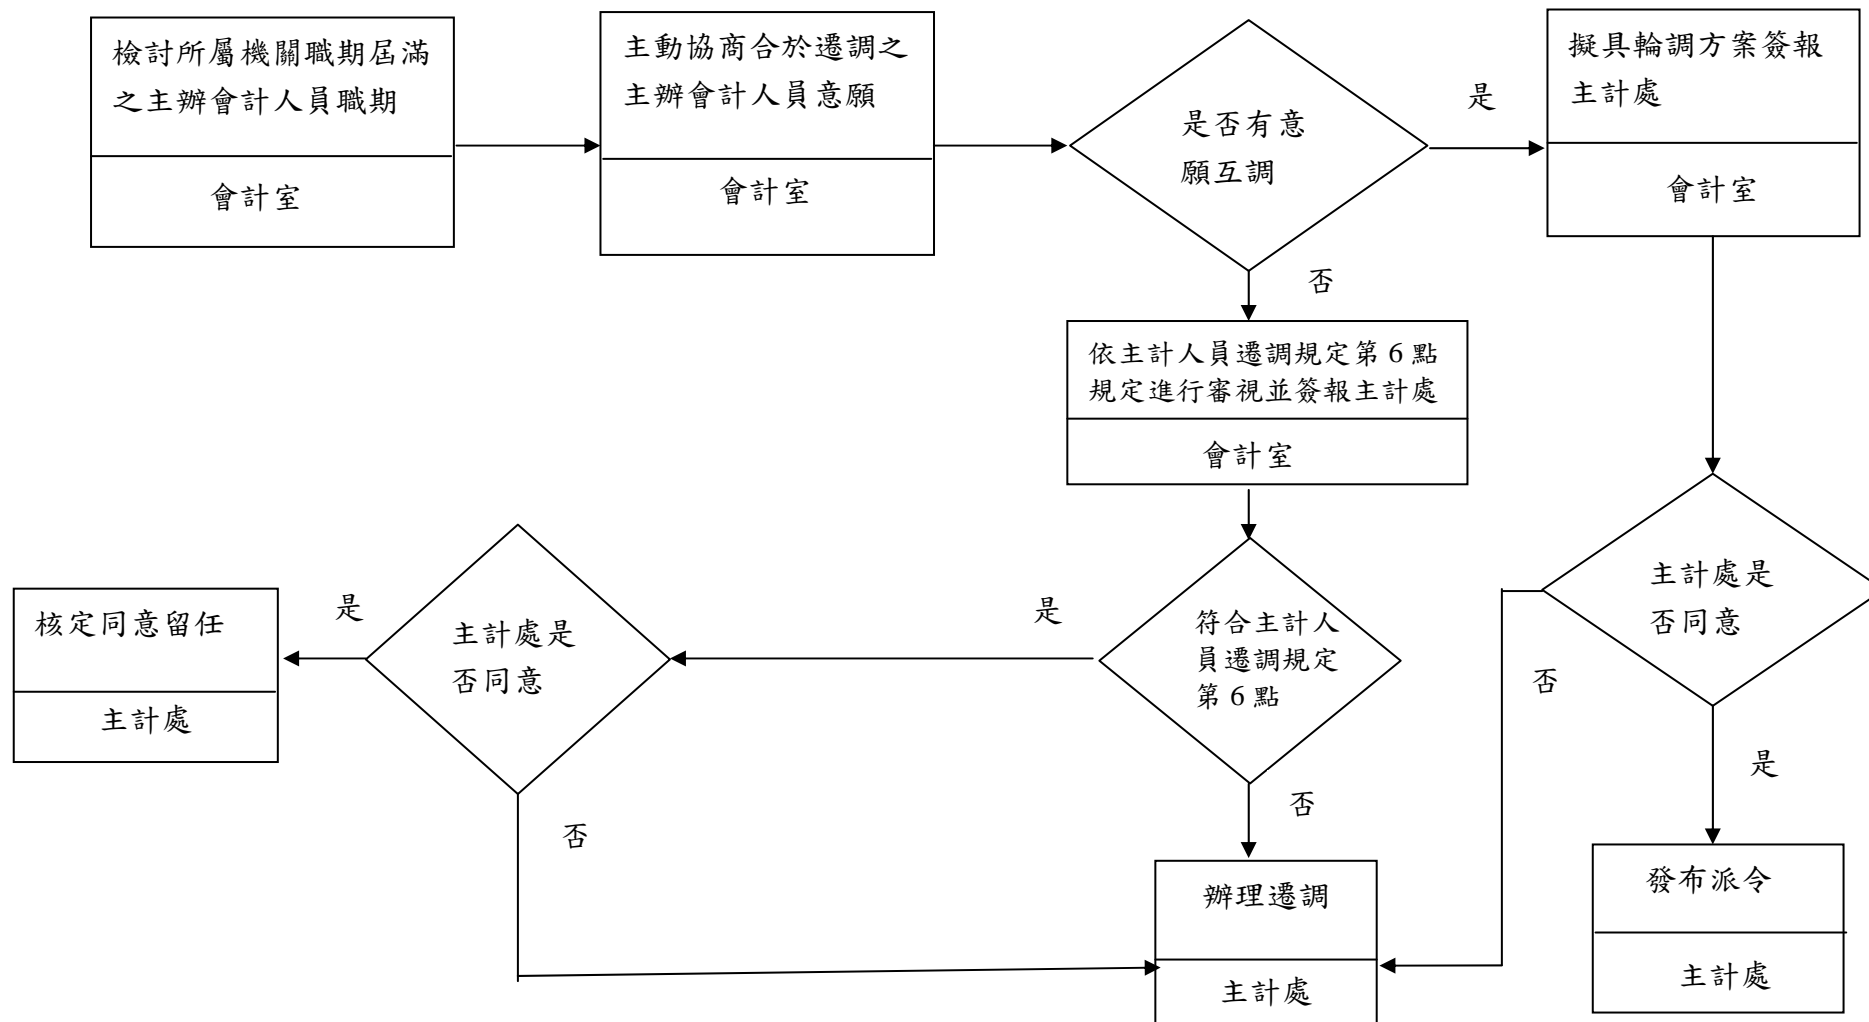 檢討所屬機關職期屆滿
之主辦會計人員職期
會計室
主動協商合於遷調之
主辦會計人員意願
會計室
是否有意
願互調
是
擬具輪調方案簽報
主計處
會計室
否
依主計人員遷調規定第6點
規定進行審視並簽報主計處
會計室
主計處是
否同意
否
是
發布派令
主計處
符合主計人
員遷調規定
第6點
是
否
主計處是
否同意
是
否
核定同意留任
主計處
辦理遷調
主計處